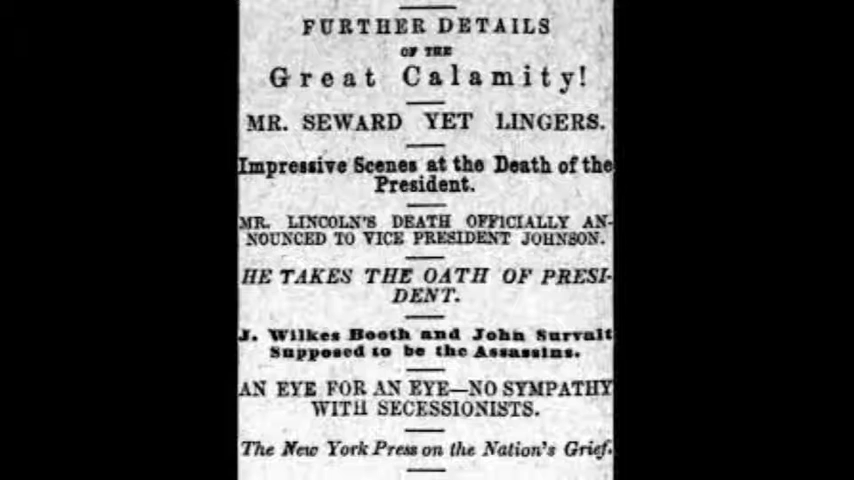 FURTHER DETAILS
OF THE
Great Calamity!
MR. SEWARD YET LINGERS.
Impressive Scenes at the Death of the
President.
MR. LINCOLN'S DEATH OFFICIALLY AN-
NOUNCED TO VICE PRESIDENT JOHNSON.
HE TAKES THE OATH OF PRESI-
DENT.
J. Wilkes Booth and John Surratt
Supposed to be the Assassins.
AN EYE FOR AN EYE—NO SYMPATHY
WITH SECESSIONISTS.
The New York Press on the Nation's Grief.